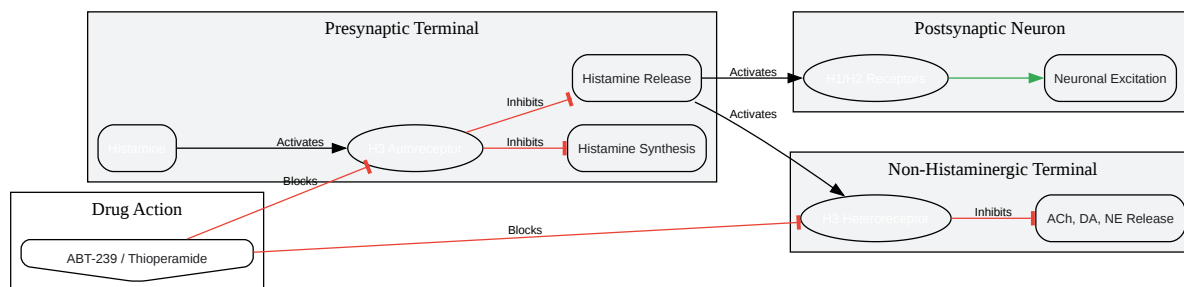 Presynaptic Terminal
Postsynaptic Neuron
Histamine Release
Activates
H1/H2 Receptors
Neuronal Excitation
Inhibits
Activates
Histamine
Activates
H3 Autoreceptor
Inhibits
Histamine Synthesis
Non-Histaminergic Terminal
Blocks
Drug Action
H3 Heteroreceptor
Inhibits
ACh, DA, NE Release
Blocks
ABT-239 / Thioperamide